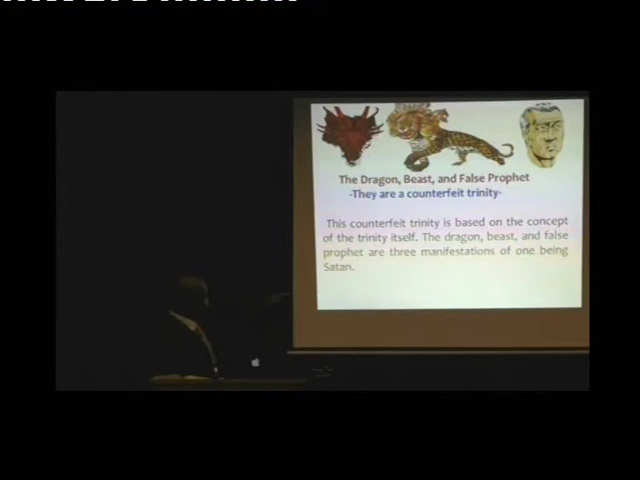 The Dragon, Beast, and False Prophet
-They are a counterfeit trinity-
This counterfeit trinity is based on the concept
of the trinity itself. The dragon, beast, and false
prophet are three manifestations of one being
Satan.